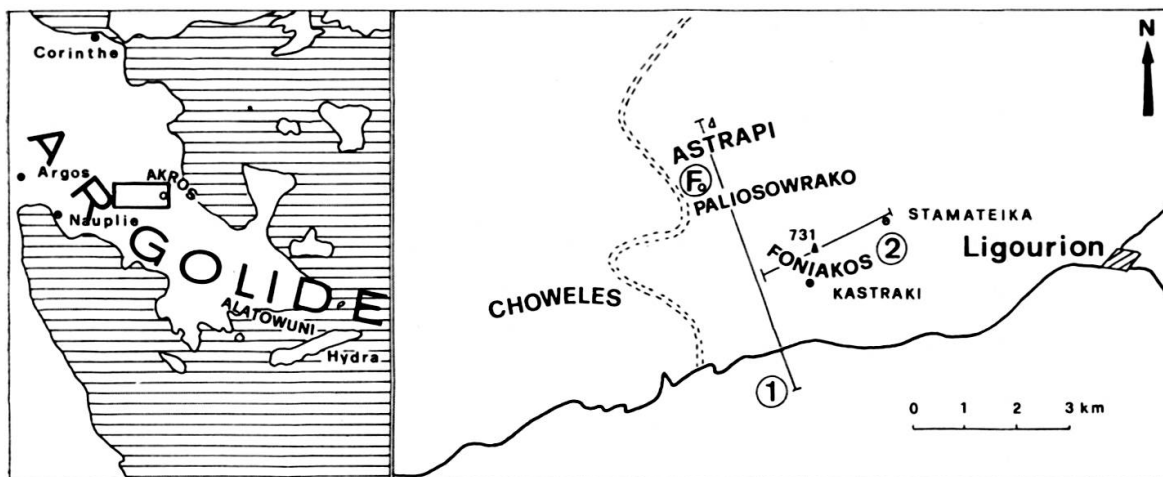 Corinthe
ARGOLIDE
Argos
AKROS
Nauplie
ALATOWUNI
Hydra
N
ASTRAPI
F
PALIOSOWRAKO
731
STAMATEIKA
2
FONIAKOS
Ligourion
KASTRAKI
CHOWELES
1
0 1 2 3 km